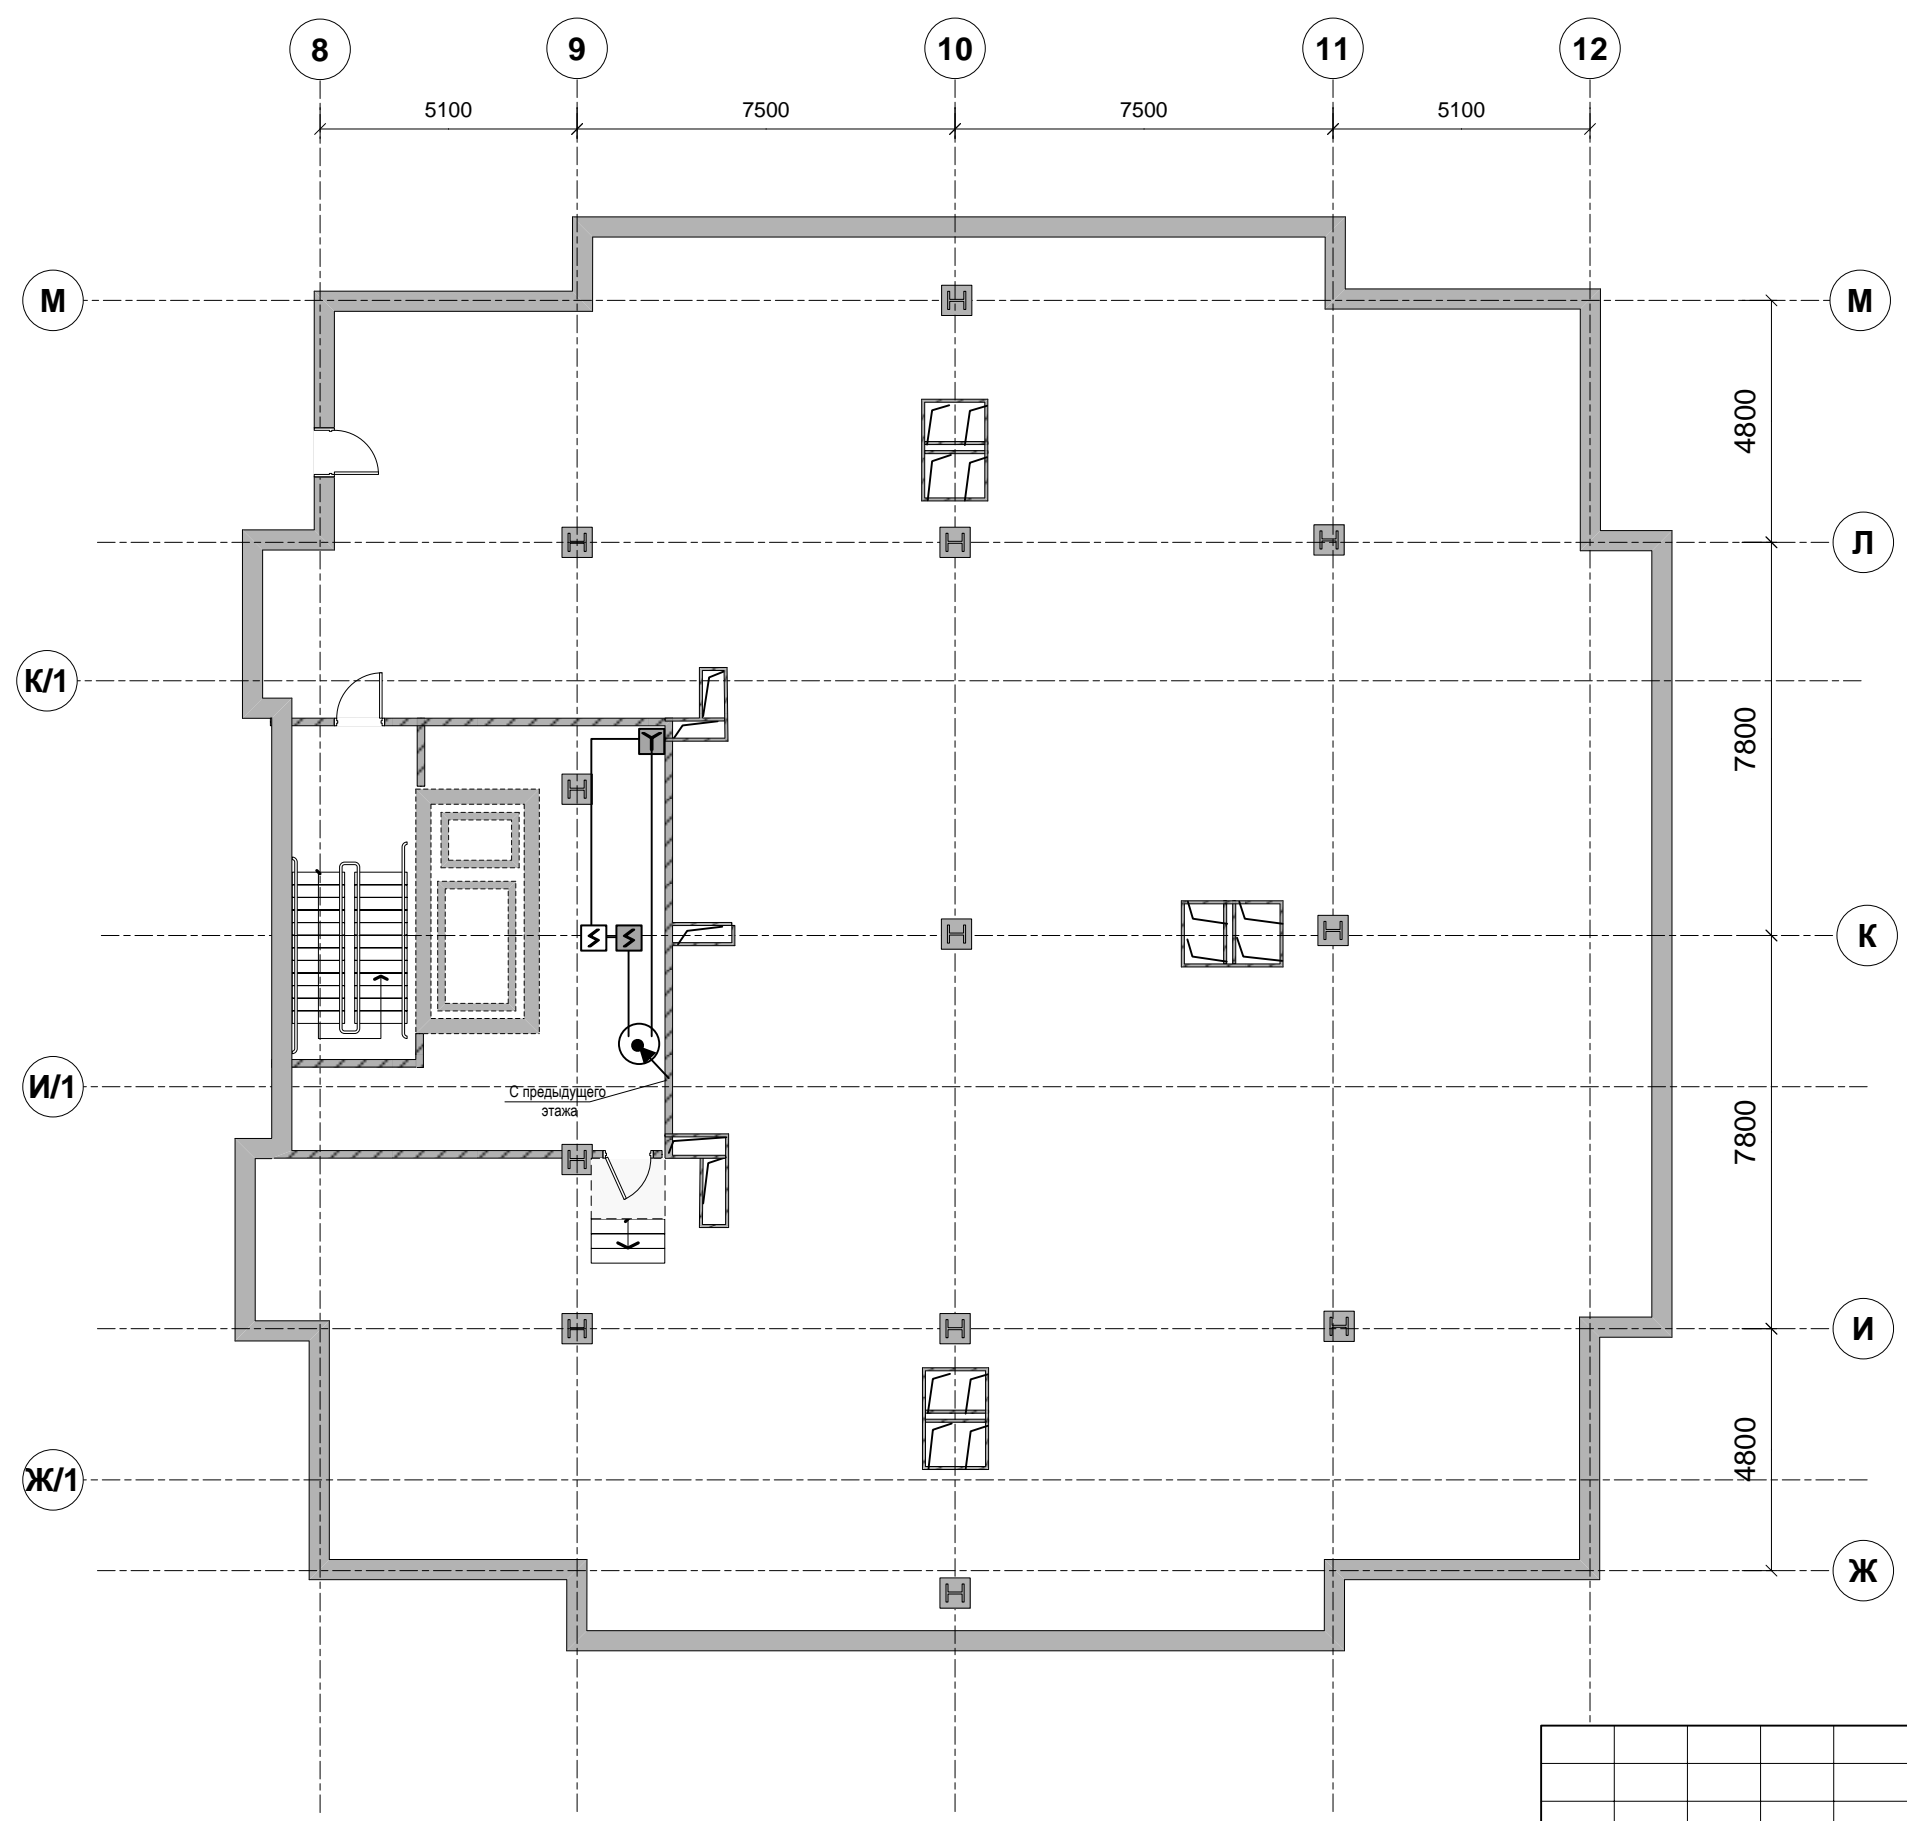 8 9 10 11 12
5100 7500 7500 5100
М М
4800
Л
К/1
7800
К
И/1
С предыдущего
этажа
7800
И
4800
Ж/1
Ж